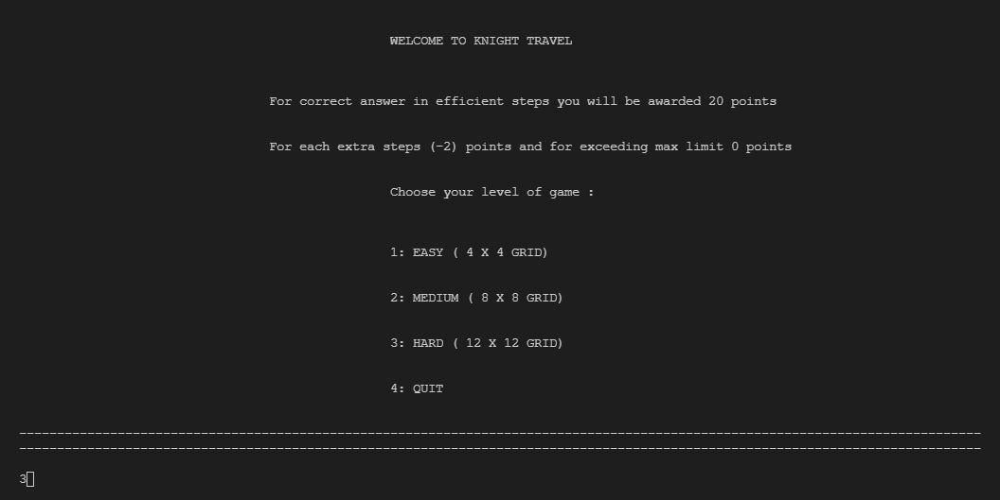 WELCOME TO KNIGHT TRAVEL
For correct answer in efficient steps you will be awarded 20 points
For each extra steps (-2) points and for exceeding max limit 0 points
Choose your level of game :
1: EASY ( 4 X 4 GRID)
2: MEDIUM ( 8 X 8 GRID)
3: HARD ( 12 X 12 GRID)
4: QUIT
-------------------------------------------------------------------------------------------------------------------------------
-------------------------------------------------------------------------------------------------------------------------------
3